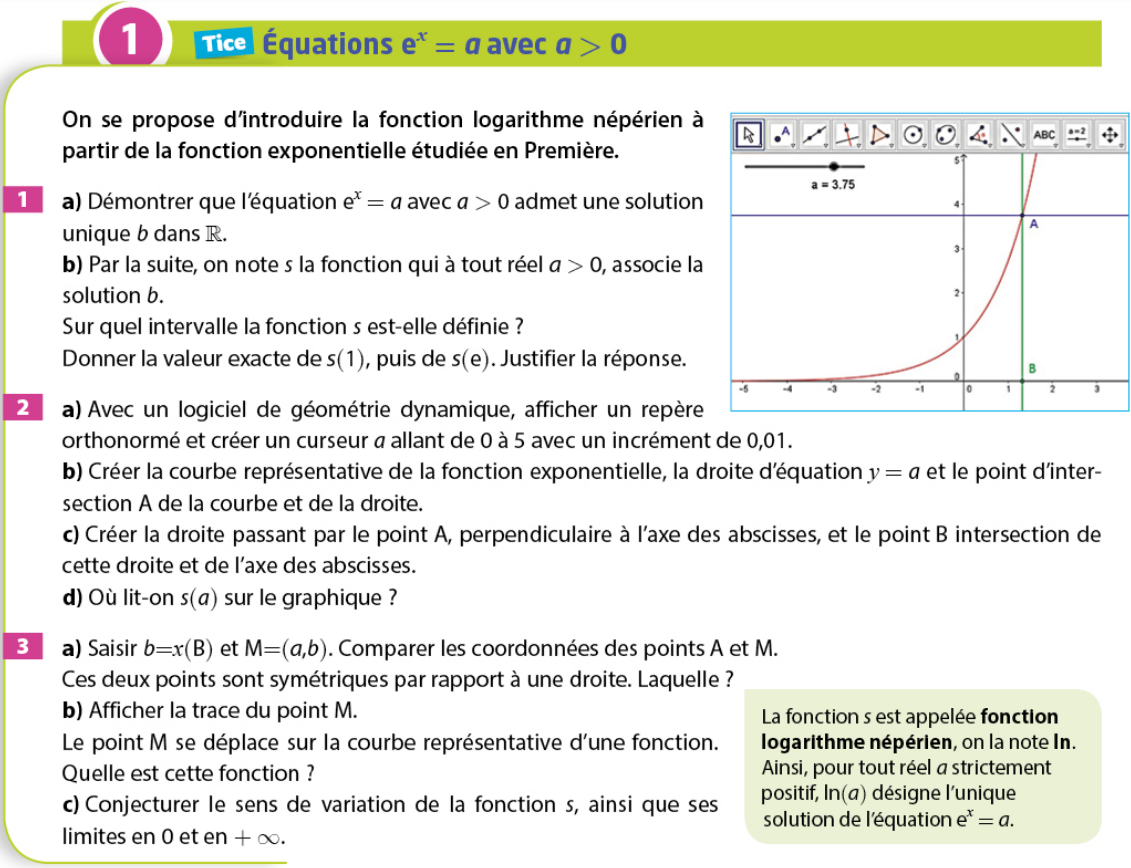 1 Tice Équations eˣ = a avec a > 0
On se propose d’introduire la fonction logarithme népérien à
partir de la fonction exponentielle étudiée en Première.
1 a) Démontrer que l’équation eˣ = a avec a > 0 admet une solution
unique b dans ℝ.
b) Par la suite, on note s la fonction qui à tout réel a > 0, associe la
solution b.
Sur quel intervalle la fonction s est-elle définie ?
Donner la valeur exacte de s(1), puis de s(e). Justifier la réponse.
A
ABC
a=2
a = 3.75
5
4
A
3
2
1
B
0
-5 -4 -3 -2 -1 0 1 2 3
2 a) Avec un logiciel de géométrie dynamique, afficher un repère
orthonormé et créer un curseur a allant de 0 à 5 avec un incrément de 0,01.
b) Créer la courbe représentative de la fonction exponentielle, la droite d’équation y = a et le point d’inter-
section A de la courbe et de la droite.
c) Créer la droite passant par le point A, perpendiculaire à l’axe des abscisses, et le point B intersection de
cette droite et de l’axe des abscisses.
d) Où lit-on s(a) sur le graphique ?
3 a) Saisir b=x(B) et M=(a,b). Comparer les coordonnées des points A et M.
Ces deux points sont symétriques par rapport à une droite. Laquelle ?
b) Afficher la trace du point M.
Le point M se déplace sur la courbe représentative d’une fonction.
Quelle est cette fonction ?
c) Conjecturer le sens de variation de la fonction s, ainsi que ses
limites en 0 et en + ∞.
La fonction s est appelée fonction
logarithme népérien, on la note ln.
Ainsi, pour tout réel a strictement
positif, ln(a) désigne l’unique
solution de l’équation eˣ = a.